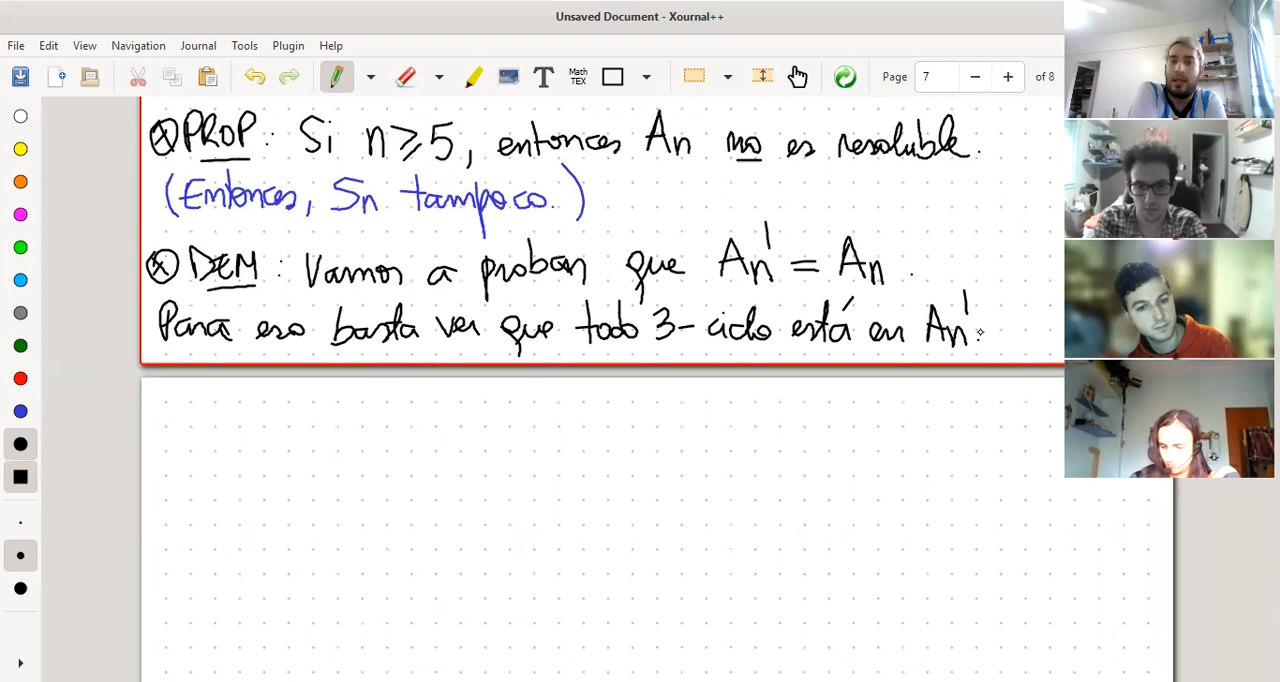 Unsaved Document - Xournal++
File Edit View Navigation Journal Tools Plugin Help
T Math TEX Page 7 of 8
⊛ PROP: Si n≥5, entonces An no es resoluble.
(Entonces, Sn tampoco.)
⊛ DEM: Vamos a probar que An' = An.
Para eso basta ver que todo 3-ciclo está en An':